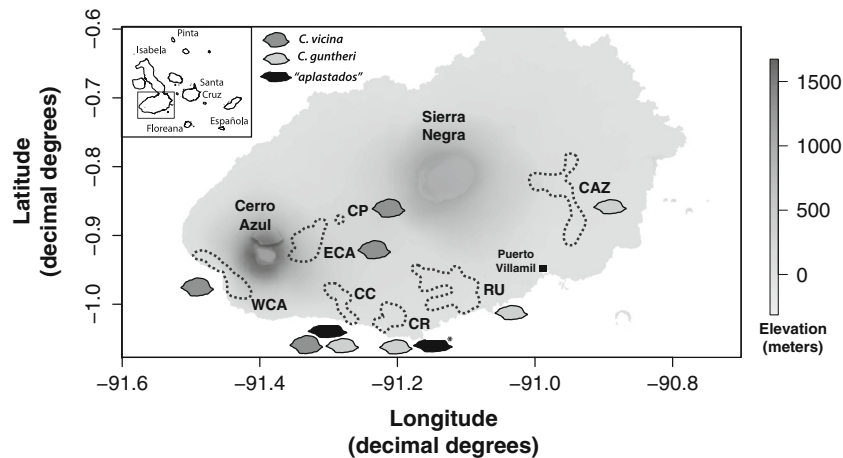 Pinta
Isabela
Santa
Cruz
Floreana
Española
C. vicina
C. guntheri
"aplastados"
Sierra
Negra
Cerro
Azul
CP
ECA
WCA
CC
CR
RU
CAZ
Puerto
Villamil
*
−0.6
−0.7
−0.8
−0.9
−1.0
Latitude
(decimal degrees)
−91.6
−91.4
−91.2
−91.0
−90.8
Longitude
(decimal degrees)
1500
1000
500
0
Elevation
(meters)